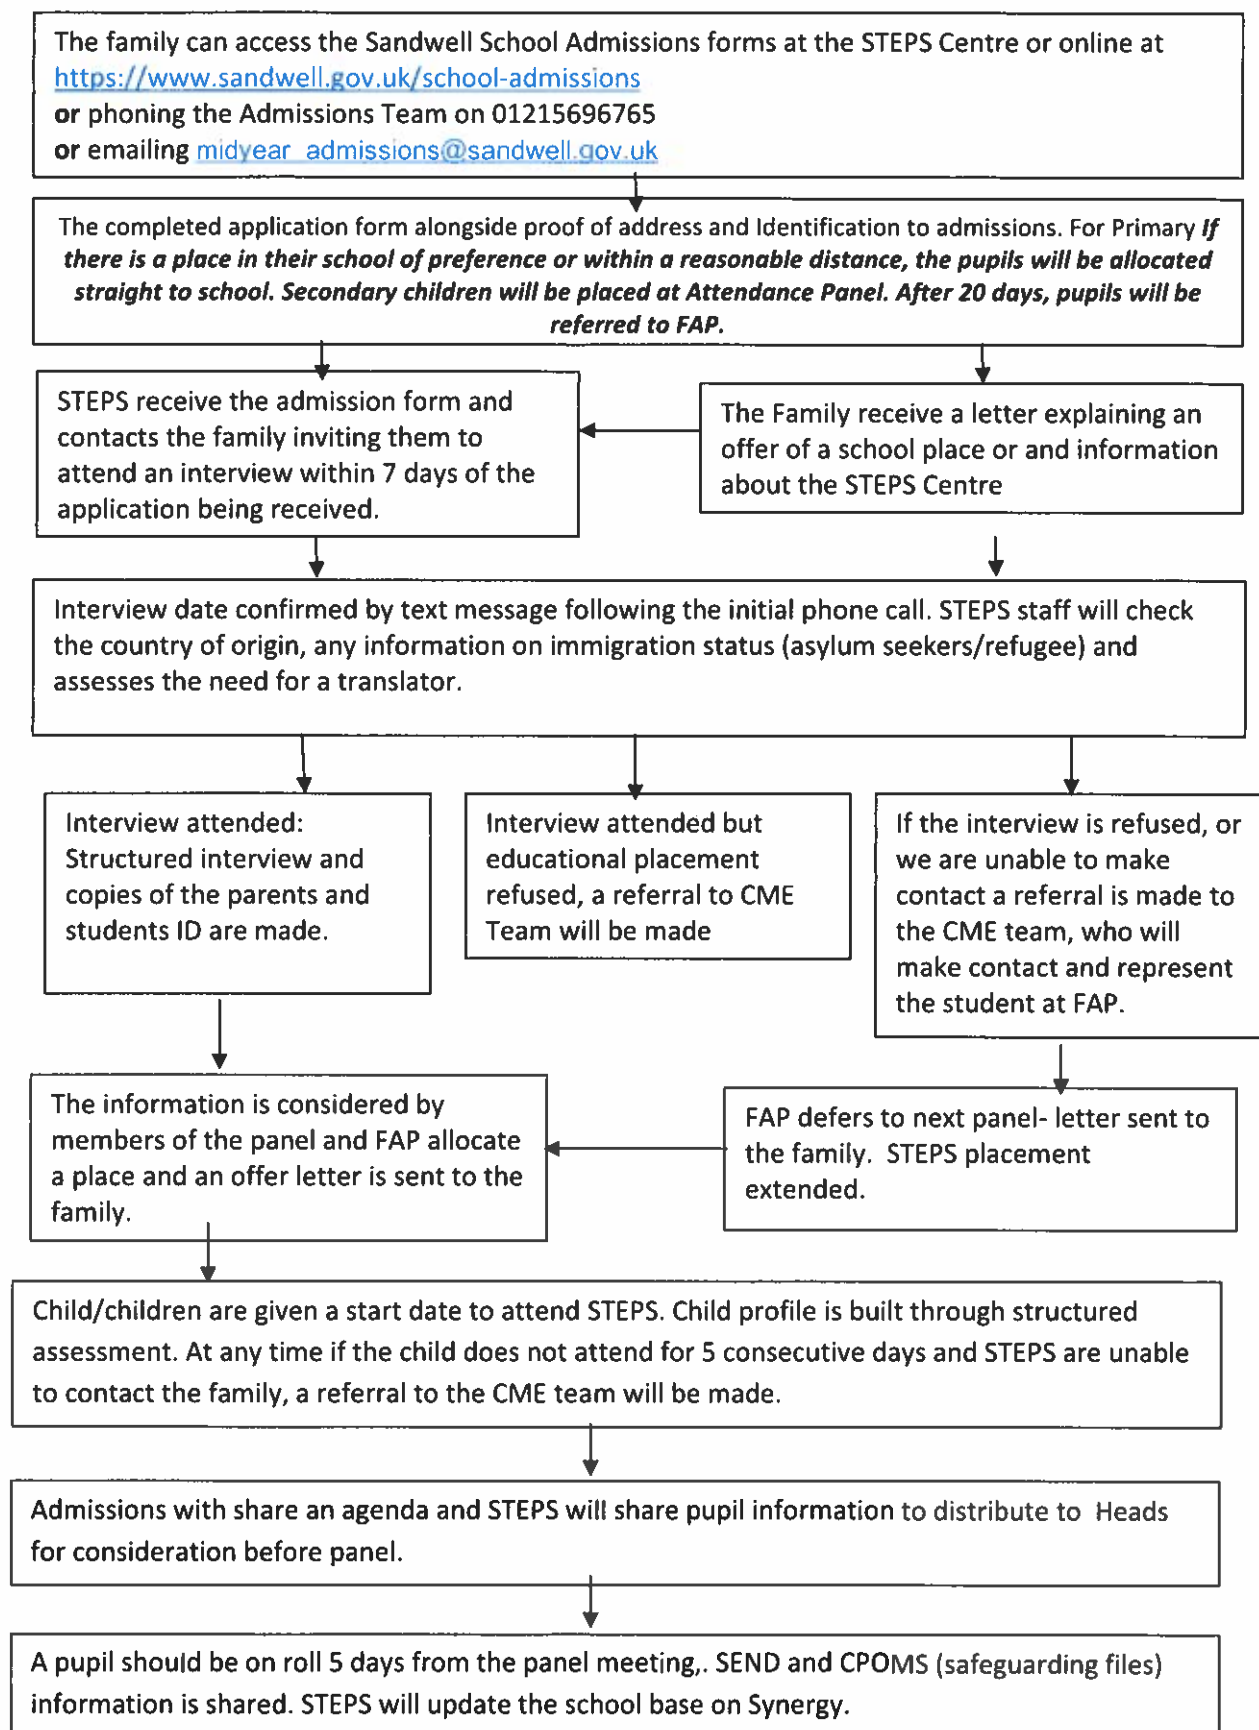 The family can access the Sandwell School Admissions forms at the STEPS Centre or online at
https://www.sandwell.gov.uk/school-admissions
or phoning the Admissions Team on 01215696765
or emailing midyear_admissions@sandwell.gov.uk
The completed application form alongside proof of address and Identification to admissions. For Primary If
there is a place in their school of preference or within a reasonable distance, the pupils will be allocated
straight to school. Secondary children will be placed at Attendance Panel. After 20 days, pupils will be
referred to FAP.
STEPS receive the admission form and
contacts the family inviting them to
attend an interview within 7 days of the
application being received.
The Family receive a letter explaining an
offer of a school place or and information
about the STEPS Centre
Interview date confirmed by text message following the initial phone call. STEPS staff will check
the country of origin, any information on immigration status (asylum seekers/refugee) and
assesses the need for a translator.
Interview attended:
Structured interview and
copies of the parents and
students ID are made.
Interview attended but
educational placement
refused, a referral to CME
Team will be made
If the interview is refused, or
we are unable to make
contact a referral is made to
the CME team, who will
make contact and represent
the student at FAP.
The information is considered by
members of the panel and FAP allocate
a place and an offer letter is sent to the
family.
FAP defers to next panel- letter sent to
the family. STEPS placement
extended.
Child/children are given a start date to attend STEPS. Child profile is built through structured
assessment. At any time if the child does not attend for 5 consecutive days and STEPS are unable
to contact the family, a referral to the CME team will be made.
Admissions with share an agenda and STEPS will share pupil information to distribute to Heads
for consideration before panel.
A pupil should be on roll 5 days from the panel meeting,. SEND and CPOMS (safeguarding files)
information is shared. STEPS will update the school base on Synergy.